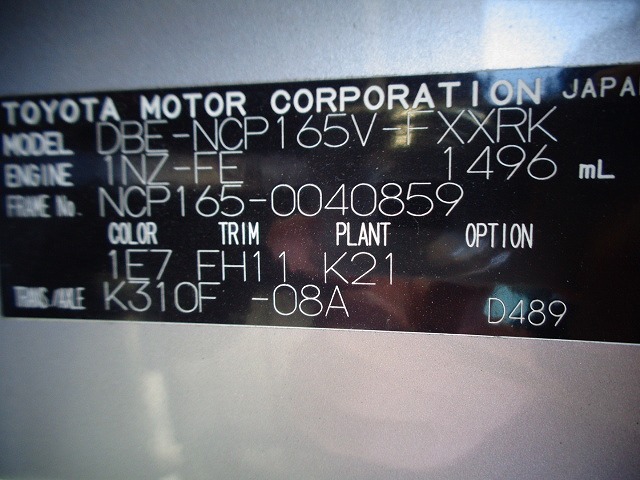 TOYOTA MOTOR CORPORATION JAPAN
MODEL DBE-NCP165V-FXXRK
ENGINE 1NZ-FE 1496 mL
FRAME No. NCP165-0040859
COLOR TRIM PLANT OPTION
1E7 FH11 K21
TRANS/AXLE K310F -08A D489